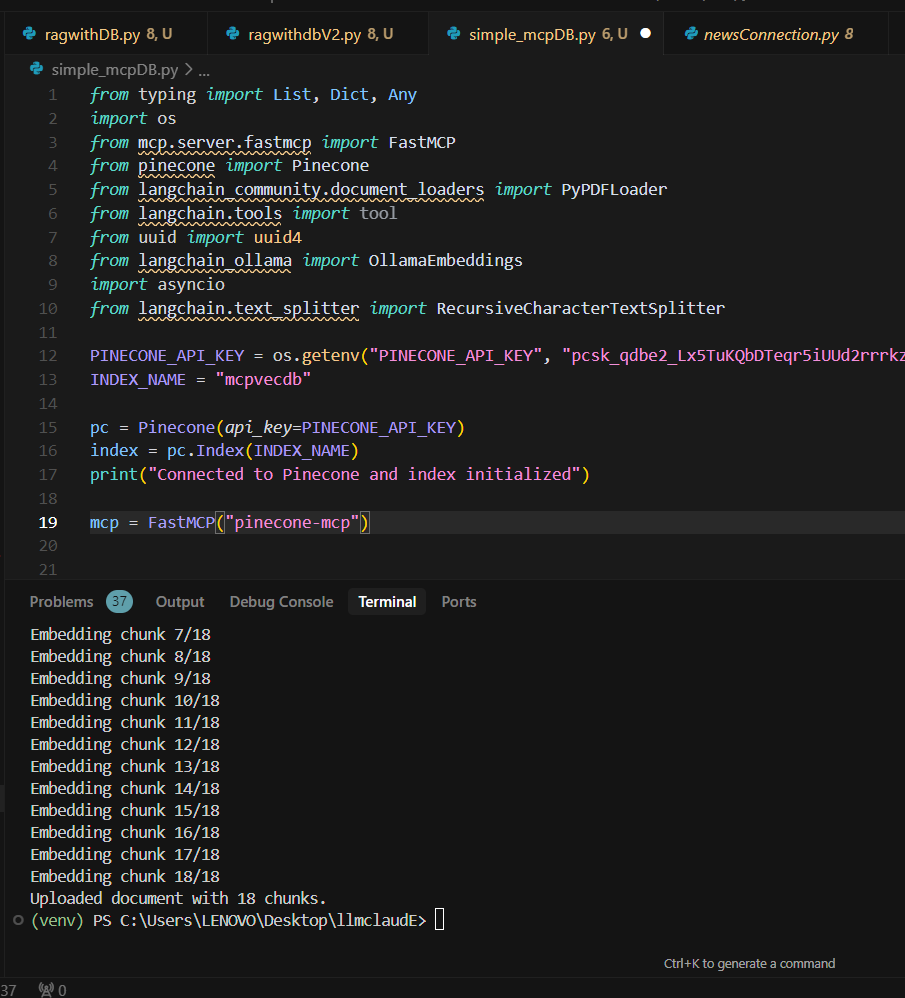 ragwithDB.py 8, U ragwithdbV2.py 8, U simple_mcpDB.py 6, U newsConnection.py 8
simple_mcpDB.py > ...
1 from typing import List, Dict, Any
2 import os
3 from mcp.server.fastmcp import FastMCP
4 from pinecone import Pinecone
5 from langchain_community.document_loaders import PyPDFLoader
6 from langchain.tools import tool
7 from uuid import uuid4
8 from langchain_ollama import OllamaEmbeddings
9 import asyncio
10 from langchain.text_splitter import RecursiveCharacterTextSplitter
11
12 PINECONE_API_KEY = os.getenv("PINECONE_API_KEY", "pcsk_qdbe2_Lx5TuKQbDTeqr5iUUd2rrrkz
13 INDEX_NAME = "mcpvecdb"
14
15 pc = Pinecone(api_key=PINECONE_API_KEY)
16 index = pc.Index(INDEX_NAME)
17 print("Connected to Pinecone and index initialized")
18
19 mcp = FastMCP("pinecone-mcp")
20
21
Problems 37 Output Debug Console Terminal Ports
Embedding chunk 7/18
Embedding chunk 8/18
Embedding chunk 9/18
Embedding chunk 10/18
Embedding chunk 11/18
Embedding chunk 12/18
Embedding chunk 13/18
Embedding chunk 14/18
Embedding chunk 15/18
Embedding chunk 16/18
Embedding chunk 17/18
Embedding chunk 18/18
Uploaded document with 18 chunks.
(venv) PS C:\Users\LENOVO\Desktop\llmclaudE>
Ctrl+K to generate a command
37 0